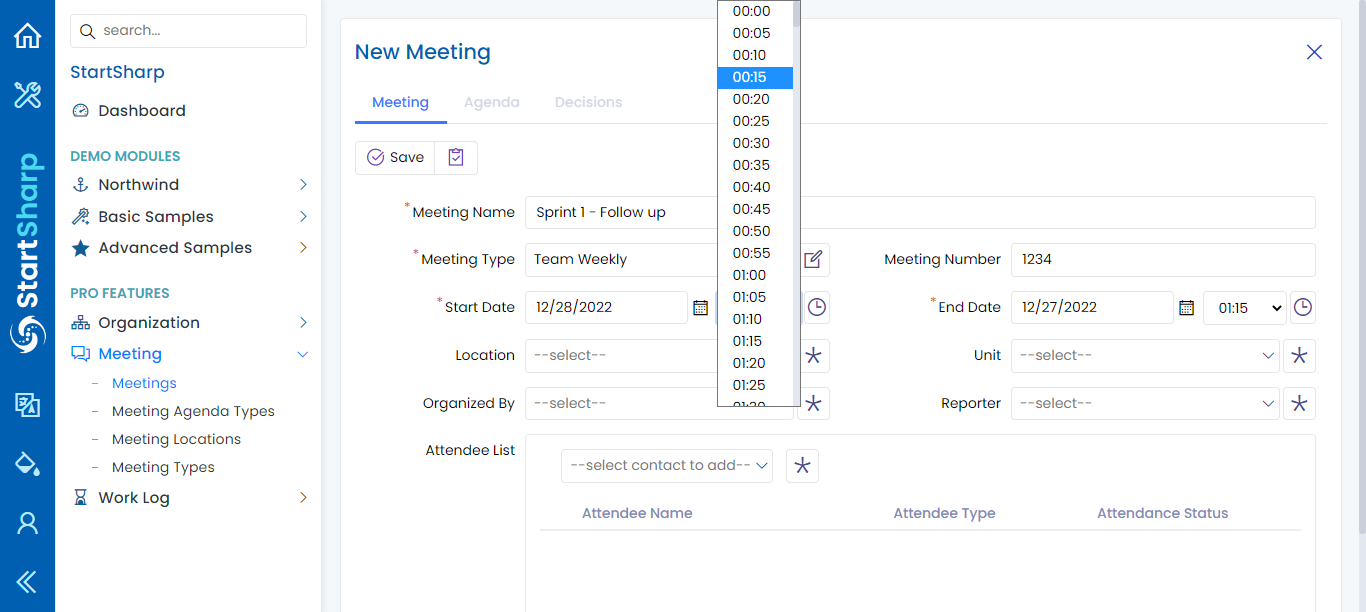 search...
StartSharp
Dashboard
DEMO MODULES
Northwind
Basic Samples
Advanced Samples
PRO FEATURES
Organization
Meeting
Meetings
Meeting Agenda Types
Meeting Locations
Meeting Types
Work Log
StartSharp
New Meeting
Meeting Agenda Decisions
Save
*Meeting Name Sprint 1 - Follow up
*Meeting Type Team Weekly Meeting Number 1234
*Start Date 12/28/2022 *End Date 12/27/2022 01:15
Location --select-- Unit --select--
Organized By --select-- Reporter --select--
Attendee List
--select contact to add--
Attendee Name Attendee Type Attendance Status
00:00
00:05
00:10
00:15
00:20
00:25
00:30
00:35
00:40
00:45
00:50
00:55
01:00
01:05
01:10
01:15
01:20
01:25
01:30